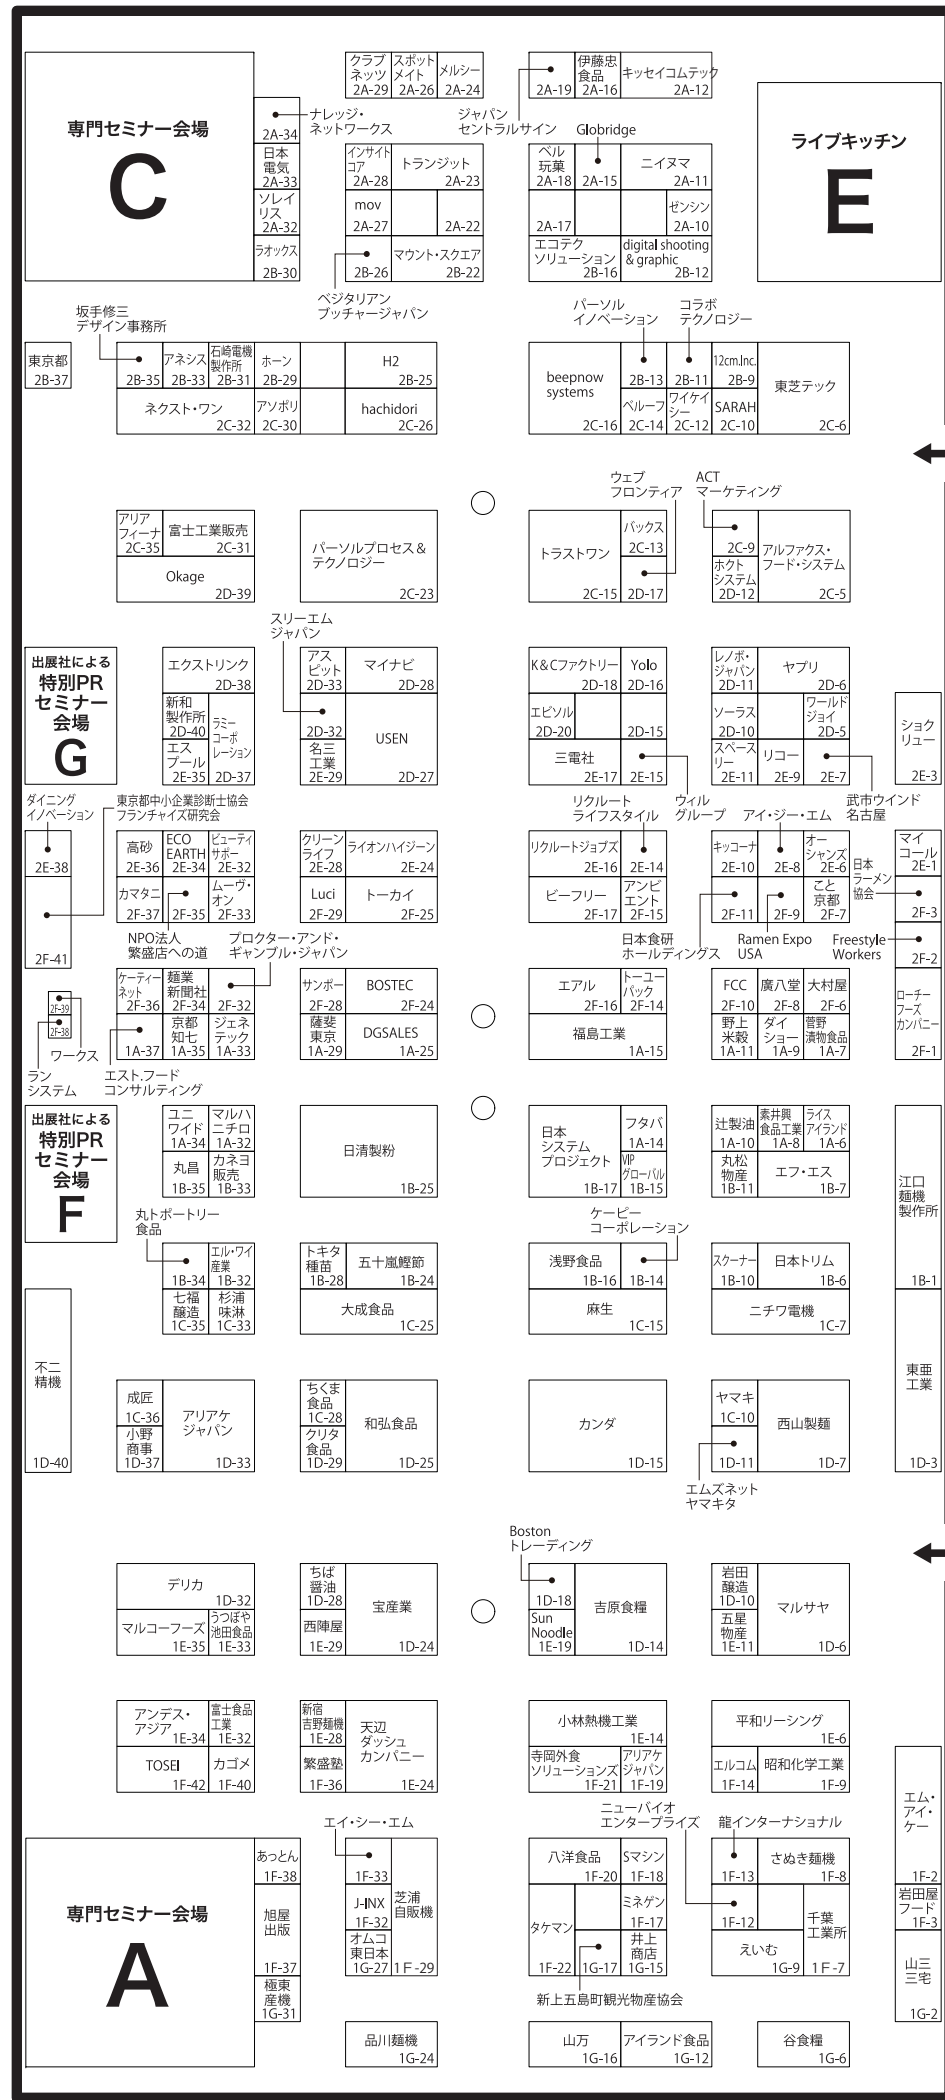 クラブ
ネッツ
2A-29
スポット
メイト
2A-26
メルシー
2A-24
2A-19
伊藤忠
食品
2A-16
キッセイコムテック
2A-12
専門セミナー会場
C
ナレッジ・
ネットワークス
2A-34
ジャパン
セントラルサイン
Globridge
ライブキッチン
E
日本
電気
2A-33
ソレイ
リス
2A-32
ラオックス
2B-30
インサイト
コア
2A-28
トランジット
2A-23
mov
2A-27
2A-22
2B-26
マウント・スクエア
2B-22
ベル
玩菓
2A-18
2A-15
ニイヌマ
2A-11
2A-17
ゼンシン
2A-10
エコテク
ソリューション
2B-16
digital shooting
& graphic
2B-12
ベジタリアン
ブッチャージャパン
坂手修三
デザイン事務所
パーソル
イノベーション
コラボ
テクノロジー
東京都
2B-37
2B-35
アネシス
2B-33
石崎電機
製作所
2B-31
ホーン
2B-29
H2
2B-25
ネクスト・ワン
2C-32
アソボリ
2C-30
hachidori
2C-26
beepnow
systems
2C-16
2B-13
2B-11
12cm.Inc.
2B-9
ベルーフ
2C-14
ワイケイ
シー
2C-12
SARAH
2C-10
東芝テック
2C-6
ウェブ
フロンティア
ACT
マーケティング
アリア
フィーナ
2C-35
富士工業販売
2C-31
Okage
2D-39
パーソルプロセス&
テクノロジー
2C-23
トラストワン
2C-15
バックス
2C-13
2D-17
2C-9
ホクト
システム
2D-12
アルファクス・
フード・システム
2C-5
スリーエム
ジャパン
出展社による
特別PR
セミナー
会場
G
エクストリンク
2D-38
新和
製作所
2D-40
ラミー
コーポ
レーション
2D-37
エス
プール
2E-35
アス
ピット
2D-33
マイナビ
2D-28
2D-32
USEN
2D-27
名三
工業
2E-29
K&Cファクトリー
2D-18
Yolo
2D-16
エピソル
2D-20
2D-15
三電社
2E-17
2E-15
レノボ・
ジャパン
2D-11
ヤプリ
2D-6
ソーラス
2D-10
ワールド
ジョイ
2D-5
スペース
リー
2E-11
リコー
2E-9
2E-7
ショク
リュー
2E-3
ダイニング
イノベーション
東京都中小企業診断士協会
フランチャイズ研究会
リクルート
ライフスタイル
ウィル
グループ
アイ・ジー・エム
武市ウインド
名古屋
2E-38
2F-41
高砂
2E-36
ECO
EARTH
2E-34
ビューティ
サポー
2E-32
カマタニ
2F-37
2F-35
ムーヴ・
オン
2F-33
クリーン
ライフ
2E-28
ライオンハイジーン
2E-24
Luci
2F-29
トーカイ
2F-25
リクルートジョブズ
2E-16
2E-14
ビーフリー
2F-17
アンビ
エント
2F-15
キッコーナ
2E-10
2E-8
オー
シャンズ
2E-6
2F-11
2F-9
こと
京都
2F-7
日本
ラーメン
協会
マイ
コール
2E-1
2F-3
2F-2
NPO法人
繁盛店への道
プロクター・アンド・
ギャンブル・ジャパン
日本食研
ホールディングス
Ramen Expo
USA
Freestyle
Workers
2F-39
2F-38
ケーティー
ネット
2F-36
麺業
新聞社
2F-34
2F-32
1A-37
京都
知七
1A-35
ジェネ
テック
1A-33
サンポー
2F-28
BOSTEC
2F-24
薩斐
東京
1A-29
DGSALES
1A-25
エアル
2F-16
トーユー
パック
2F-14
福島工業
1A-15
FCC
2F-10
廣八堂
2F-8
大村屋
2F-6
野上
米穀
1A-11
ダイ
ショー
1A-9
菅野
漬物食品
1A-7
ローチー
フーズ
カンパニー
2F-1
ワークス
ラン
システム
エスト.フード
コンサルティング
出展社による
特別PR
セミナー
会場
F
ユニ
ワイド
1A-34
マルハ
ニチロ
1A-32
丸昌
1B-35
カネヨ
販売
1B-33
日清製粉
1B-25
日本
システム
プロジェクト
1B-17
フタバ
1A-14
VIP
グローバル
1B-15
辻製油
1A-10
素井興
食品工業
1A-8
ライス
アイランド
1A-6
丸松
物産
1B-11
エフ・エス
1B-7
江口
麺機
製作所
1B-1
丸トポートリー
食品
ケーピー
コーポレーション
1B-34
エル・ワイ
産業
1B-32
七福
醸造
1C-35
杉浦
味淋
1C-33
トキタ
種苗
1B-28
五十嵐鰹節
1B-24
大成食品
1C-25
浅野食品
1B-16
1B-14
麻生
1C-15
スクーナー
1B-10
日本トリム
1B-6
ニチワ電機
1C-7
不二
精機
1D-40
成匠
1C-36
小野
商事
1D-37
アリアケ
ジャパン
1D-33
ちくま
食品
1C-28
クリタ
食品
1D-29
和弘食品
1D-25
カンダ
1D-15
ヤマキ
1C-10
1D-11
西山製麺
1D-7
東亜
工業
1D-3
エムズネット
ヤマキタ
Boston
トレーディング
デリカ
1D-32
マルコーフーズ
1E-35
うつぼや
池田食品
1E-33
ちば
醤油
1D-28
西陣屋
1E-29
宝産業
1D-24
1D-18
Sun
Noodle
1E-19
吉原食糧
1D-14
岩田
醸造
1D-10
五星
物産
1E-11
マルサヤ
1D-6
アンデス・
アジア
1E-34
富士食品
工業
1E-32
TOSEI
1F-42
カゴメ
1F-40
新宿
吉野麺機
1E-28
繁盛塾
1F-36
天辺
ダッシュ
カンパニー
1E-24
小林熱機工業
1E-14
寺岡外食
ソリューションズ
1F-21
アリアケ
ジャパン
1F-19
平和リーシング
1E-6
エルコム
1F-14
昭和化学工業
1F-9
エム・
アイ・
ケー
1F-2
エイ・シー・エム
ニューバイオ
エンタープライズ
龍インターナショナル
専門セミナー会場
A
あっとん
1F-38
旭屋
出版
1F-37
極東
産機
1G-31
1F-33
J-INX
1F-32
オムコ
東日本
1G-27
芝浦
自販機
1F-29
八洋食品
1F-20
Sマシン
1F-18
タケマン
1F-22
ミネゲン
1F-17
1G-17
井上
商店
1G-15
1F-13
さぬき麺機
1F-8
1F-12
千葉
工業所
1F-7
えいむ
1G-9
岩田屋
フード
1F-3
山三
三宅
1G-2
新上五島町観光物産協会
品川麺機
1G-24
山万
1G-16
アイランド食品
1G-12
谷食糧
1G-6